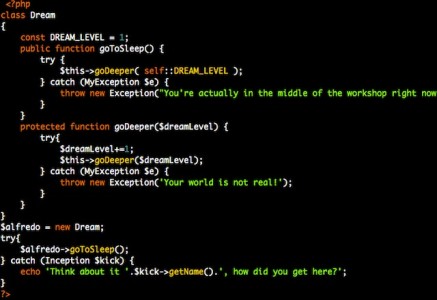 <?php
class Dream
{
    const DREAM_LEVEL = 1;
    public function goToSleep() {
        try {
            $this->goDeeper( self::DREAM_LEVEL );
        } catch (MyException $e) {
            throw new Exception("You're actually in the middle of the workshop right now
        }
    }
    protected function goDeeper($dreamLevel) {
        try{
            $dreamLevel+=1;
            $this->goDeeper($dreamLevel);
        } catch (MyException $e) {
            throw new Exception('Your world is not real!');
        }
    }
}
$alfredo = new Dream;
try{
    $alfredo->goToSleep();
} catch (Inception $kick) {
    echo 'Think about it '.$kick->getName().', how did you get here?';
}
?>